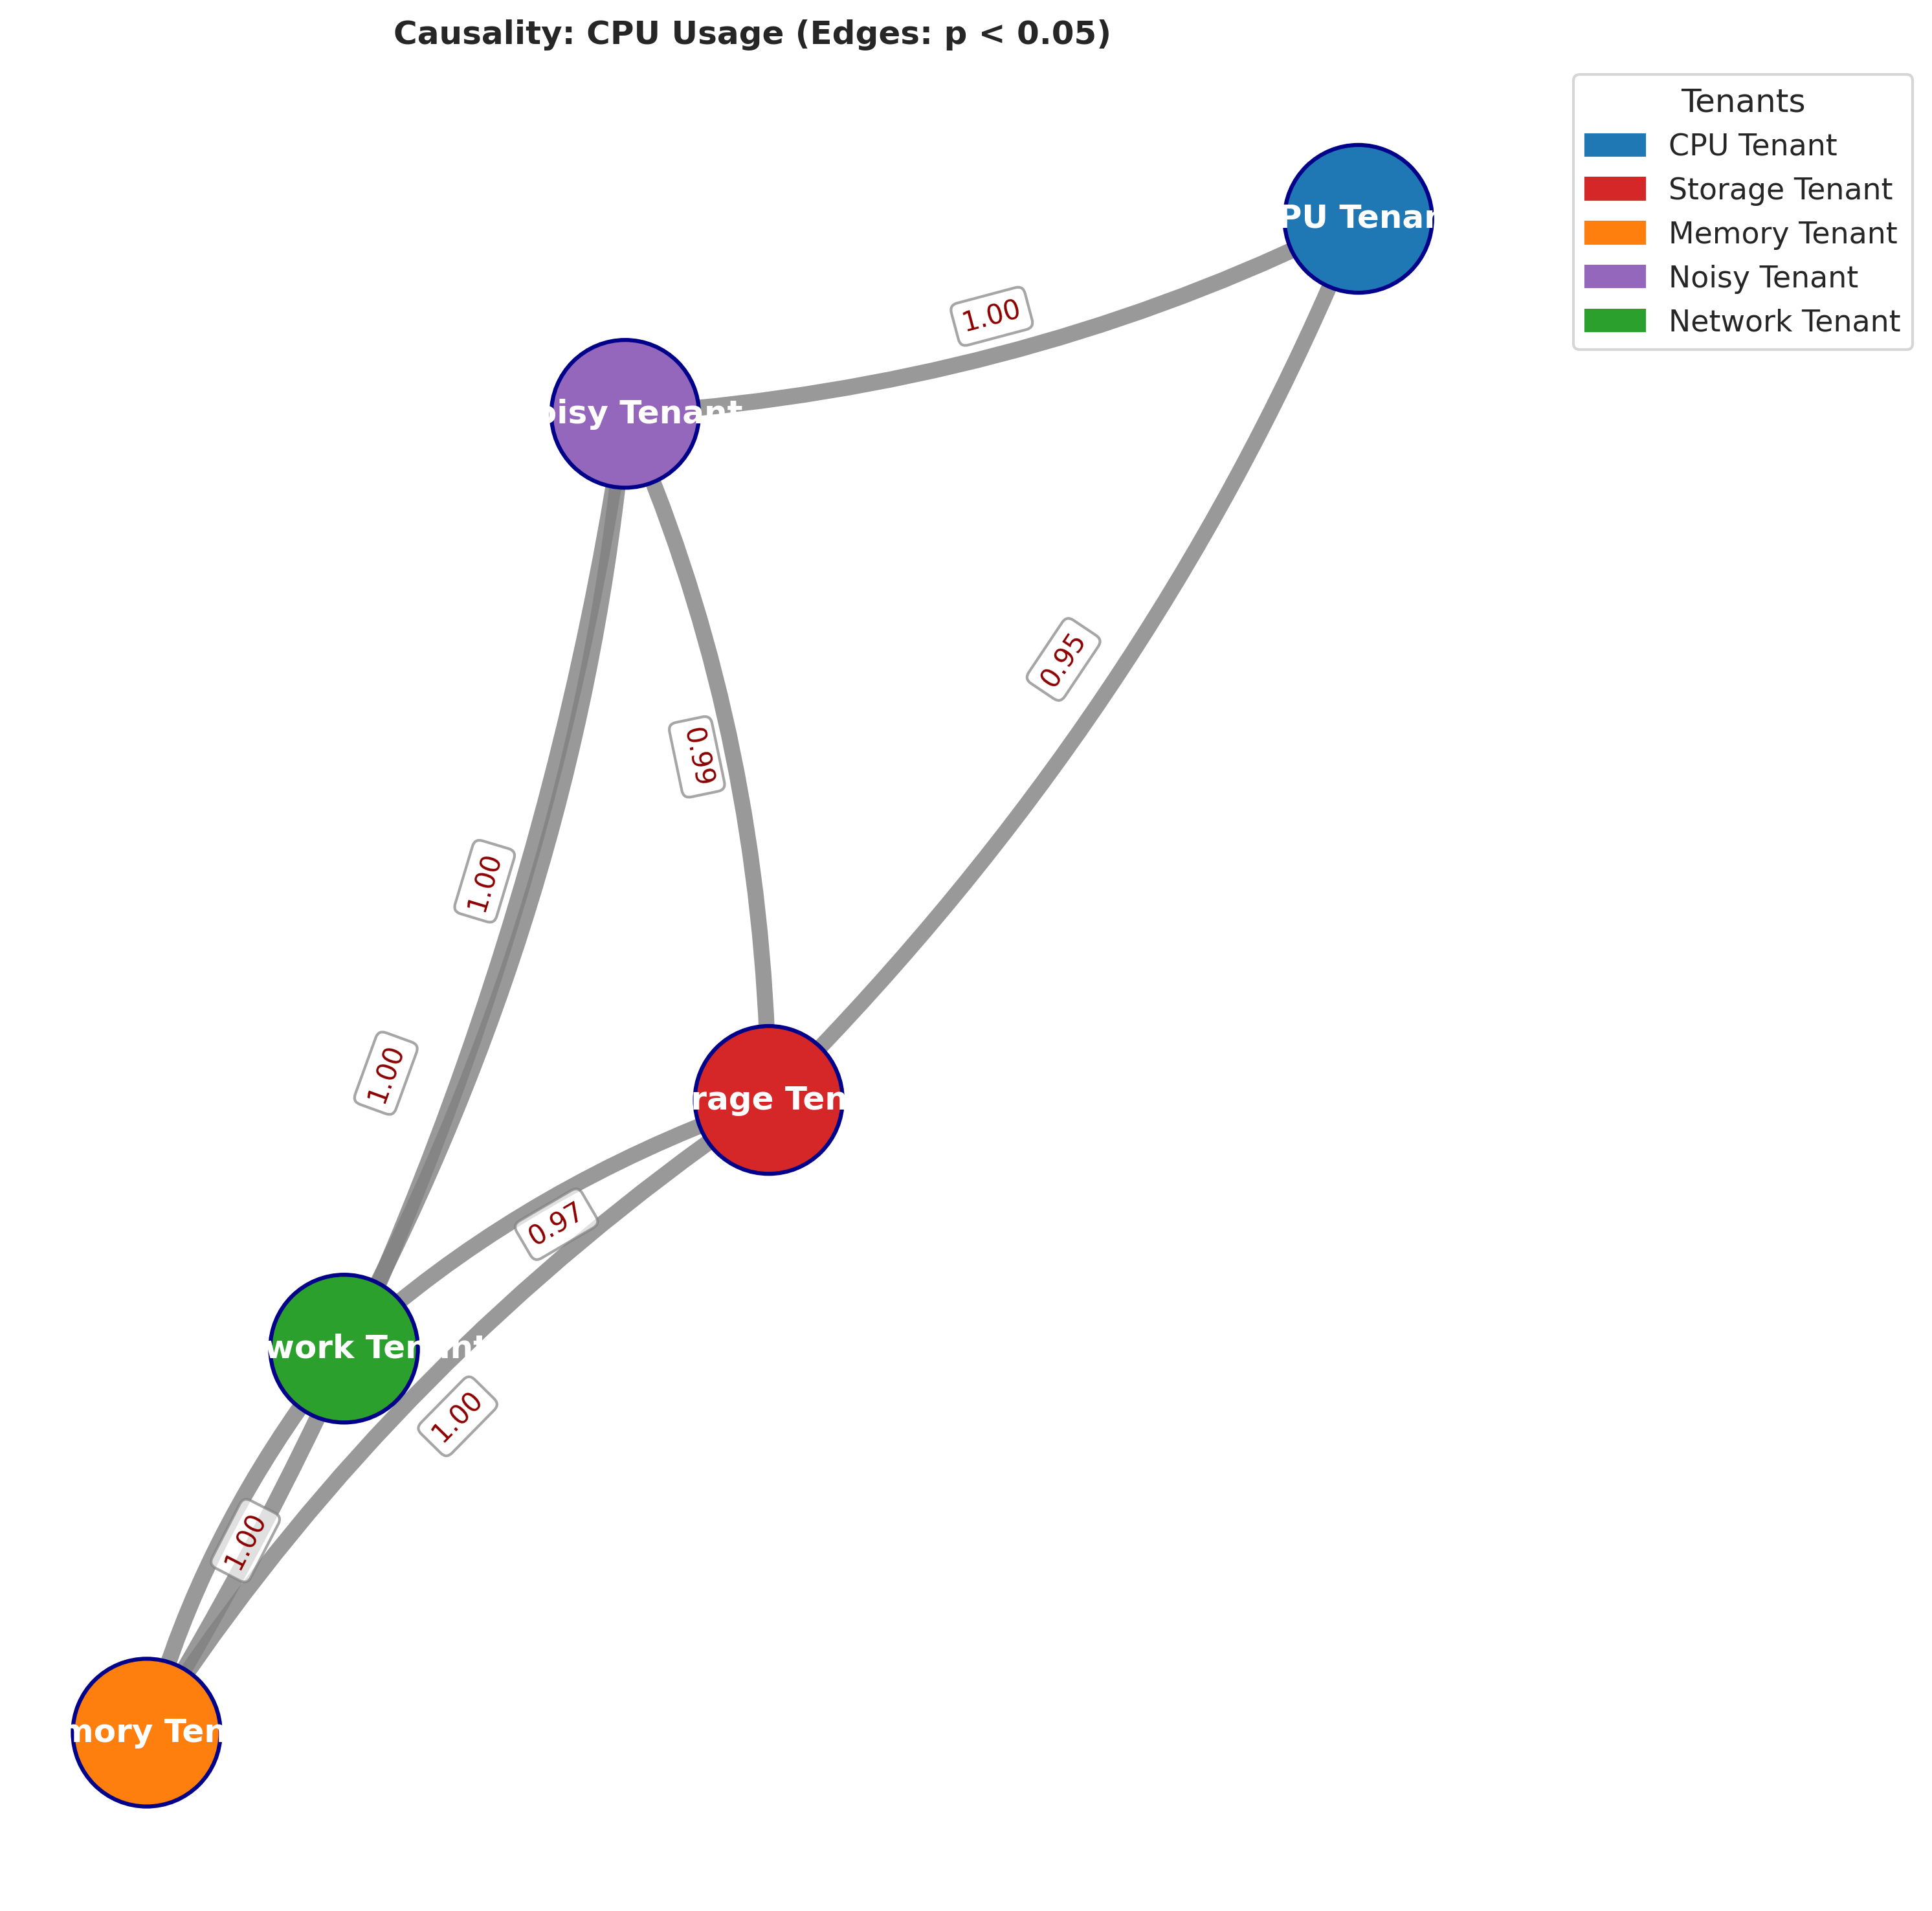 Causality: CPU Usage (Edges: p < 0.05)
Tenants
CPU Tenant
Storage Tenant
Memory Tenant
Noisy Tenant
Network Tenant
PU Tenan
1.00
oisy Tenant
0.95
0.99
1.00
1.00
rage Ten
0.97
work Tenant
1.00
1.00
mory Ten